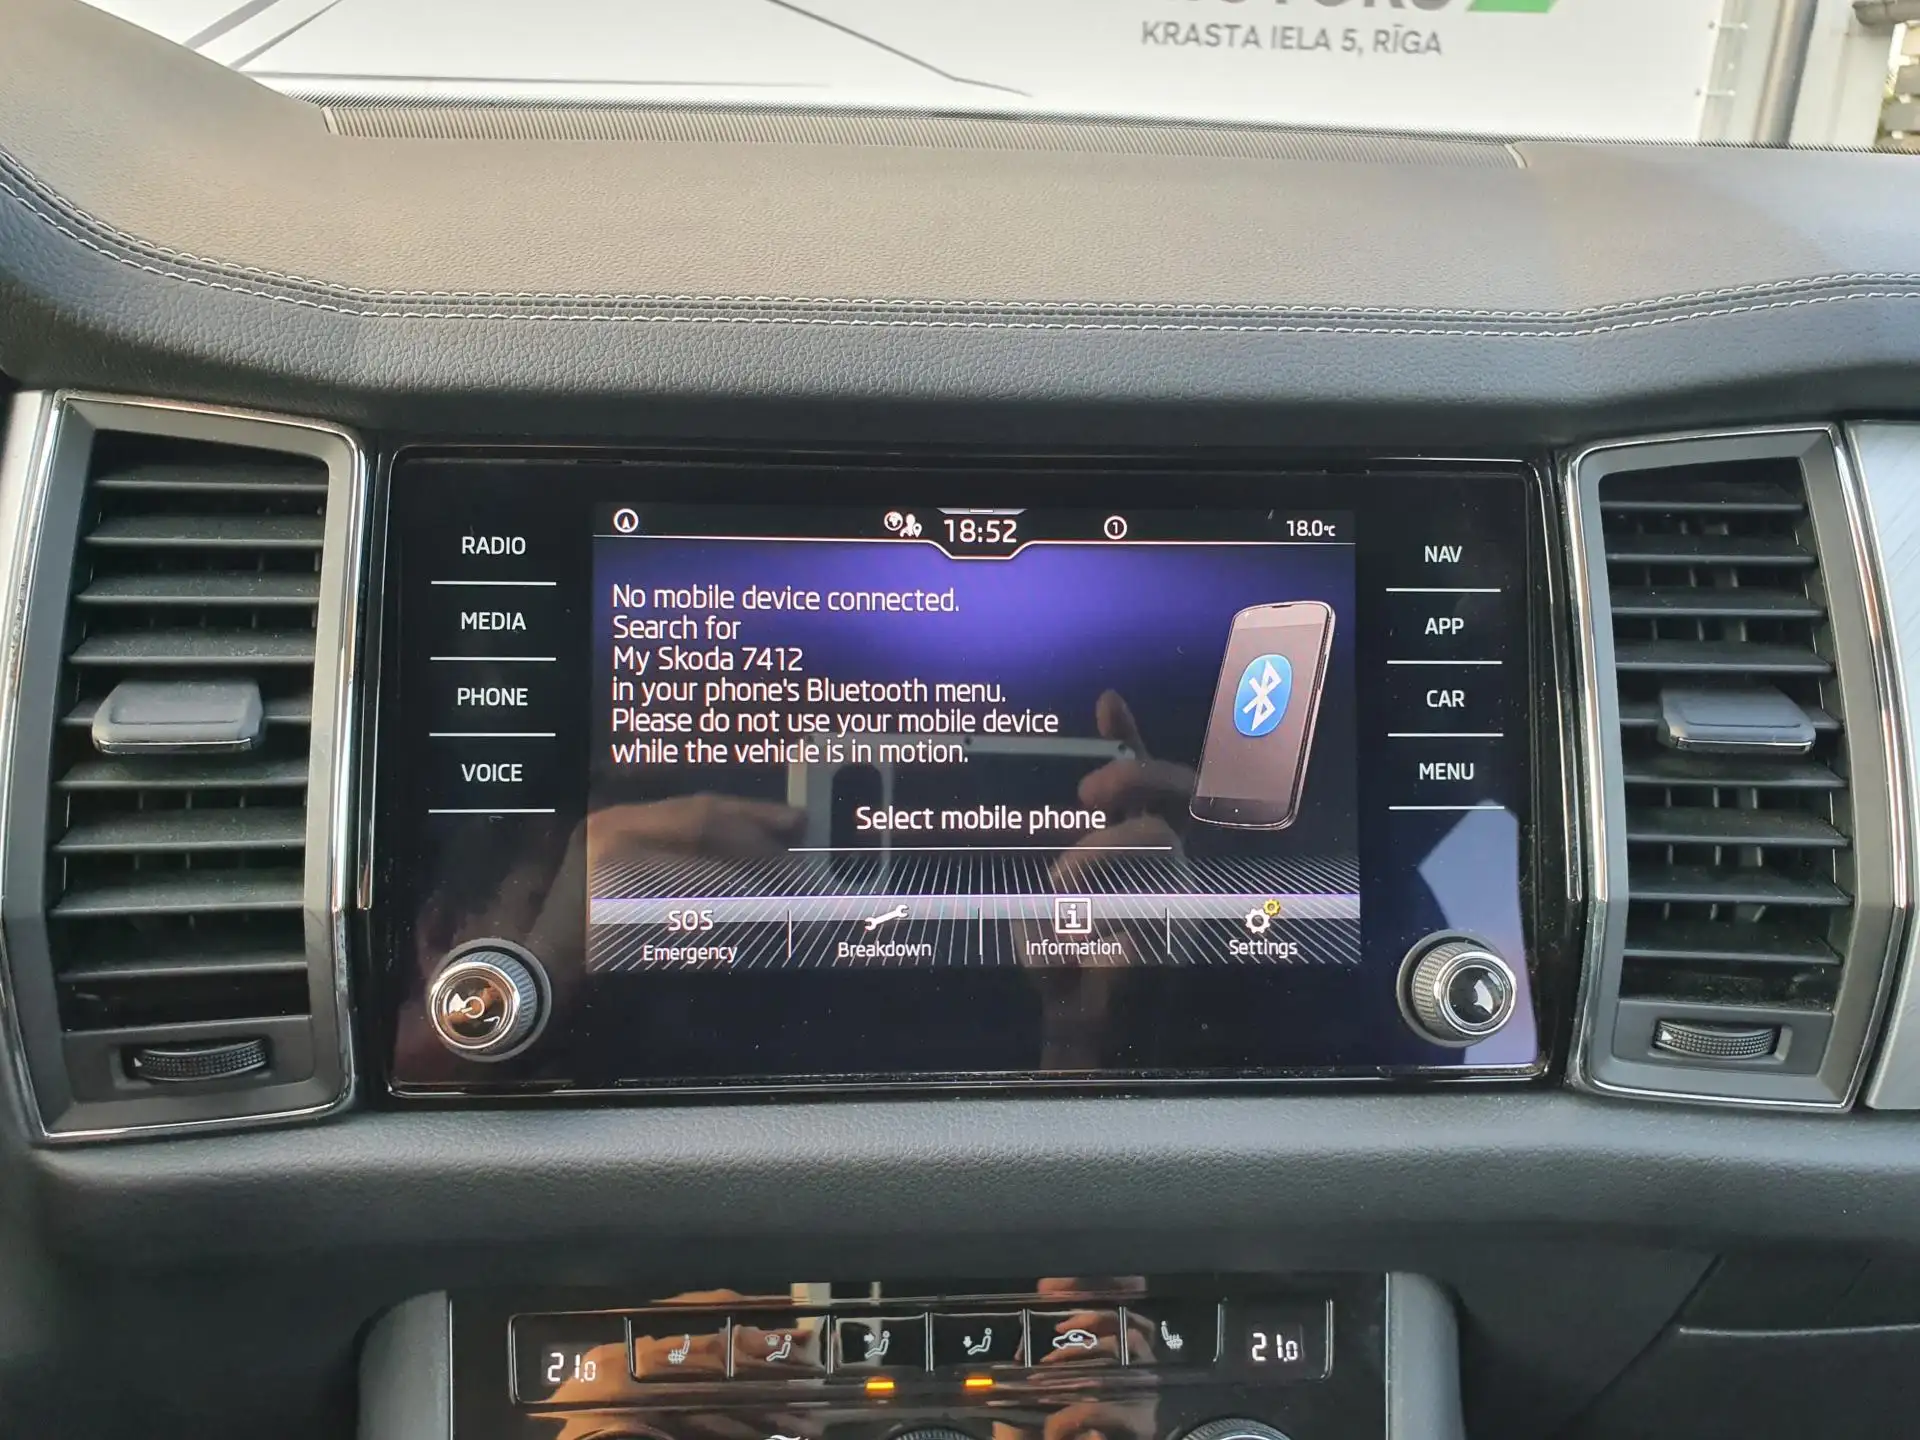 KRASTA IELA 5, RĪGA
RADIO
MEDIA
PHONE
VOICE
18:52
1
18.0°C
No mobile device connected.
Search for
My Skoda 7412
in your phone's Bluetooth menu.
Please do not use your mobile device
while the vehicle is in motion.
Select mobile phone
SOS
Emergency
Breakdown
i
Information
Settings
NAV
APP
CAR
MENU
21.0
21.0